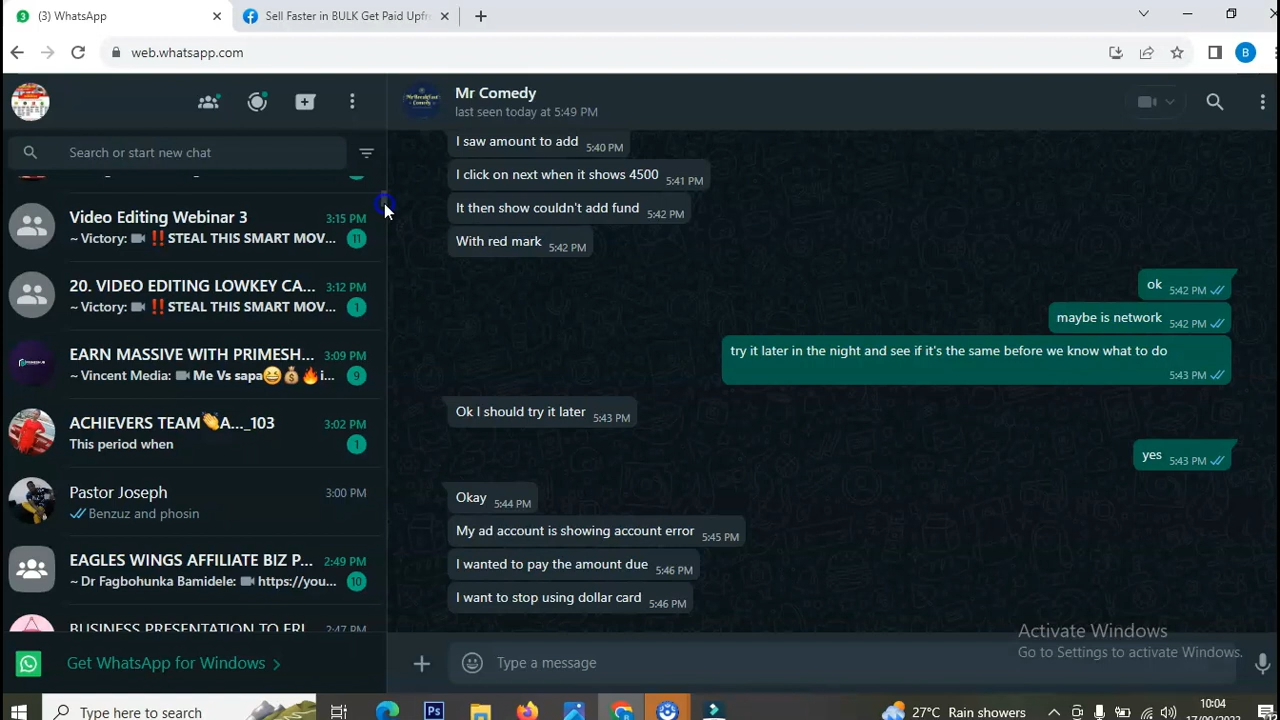 (3) WhatsApp
Sell Faster in BULK Get Paid Upfr
web.whatsapp.com
B
Mr Comedy
last seen today at 5:49 PM
Search or start new chat
Video Editing Webinar 3 3:15 PM
~ Victory: ‼️STEAL THIS SMART MOV... 11
20. VIDEO EDITING LOWKEY CA... 3:12 PM
~ Victory: ‼️STEAL THIS SMART MOV... 1
EARN MASSIVE WITH PRIMESH... 3:09 PM
~ Vincent Media: Me Vs sapa😆💰🔥i... 9
ACHIEVERS TEAM👏A..._103 3:02 PM
This period when 1
Pastor Joseph 3:00 PM
Benzuz and phosin
EAGLES WINGS AFFILIATE BIZ P... 2:49 PM
~ Dr Fagbohunka Bamidele: https://you... 10
BUSINESS PRESENTATION TO FRI 2:47 PM
Get WhatsApp for Windows >
I saw amount to add 5:40 PM
I click on next when it shows 4500 5:41 PM
It then show couldn't add fund 5:42 PM
With red mark 5:42 PM
ok 5:42 PM
maybe is network 5:42 PM
try it later in the night and see if it's the same before we know what to do
5:43 PM
Ok I should try it later 5:43 PM
yes 5:43 PM
Okay 5:44 PM
My ad account is showing account error 5:45 PM
I wanted to pay the amount due 5:46 PM
I want to stop using dollar card 5:46 PM
Activate Windows
Go to Settings to activate Windows.
Type a message
Type here to search
Ps
27°C Rain showers
10:04